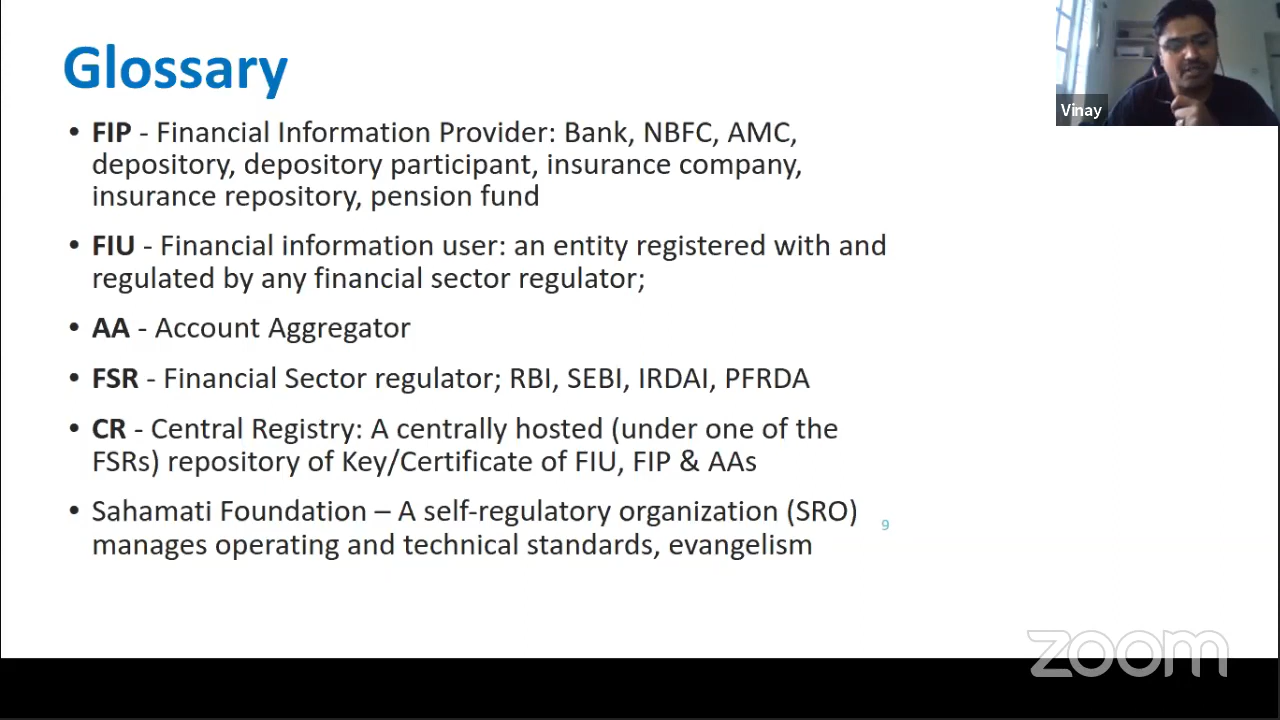 Glossary
• FIP - Financial Information Provider: Bank, NBFC, AMC,
depository, depository participant, insurance company,
insurance repository, pension fund
• FIU - Financial information user: an entity registered with and
regulated by any financial sector regulator;
• AA - Account Aggregator
• FSR - Financial Sector regulator; RBI, SEBI, IRDAI, PFRDA
• CR - Central Registry: A centrally hosted (under one of the
FSRs) repository of Key/Certificate of FIU, FIP & AAs
• Sahamati Foundation – A self-regulatory organization (SRO)
manages operating and technical standards, evangelism
9
Vinay
zoom